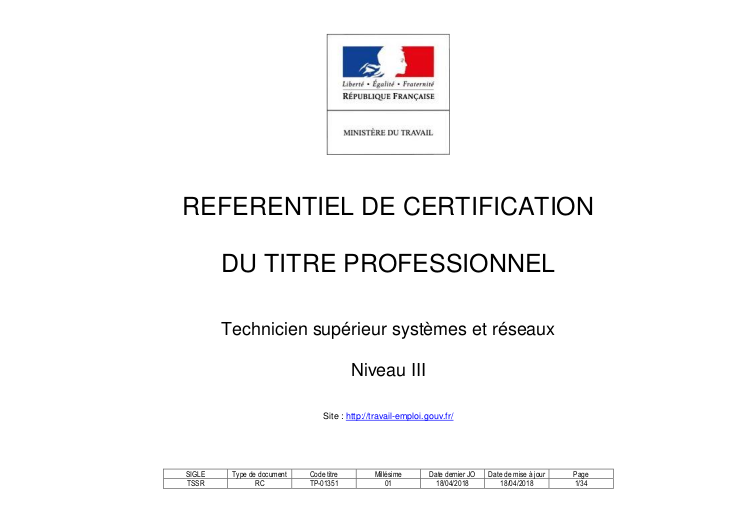 Liberté • Égalité • Fraternité
RÉPUBLIQUE FRANÇAISE
MINISTÈRE DU TRAVAIL
REFERENTIEL DE CERTIFICATION
DU TITRE PROFESSIONNEL
Technicien supérieur systèmes et réseaux
Niveau III
Site : http://travail-emploi.gouv.fr/
SIGLE Type de document Code titre Millésime Date dernier JO Date de mise à jour Page
TSSR RC TP-01351 01 18/04/2018 18/04/2018 1/34